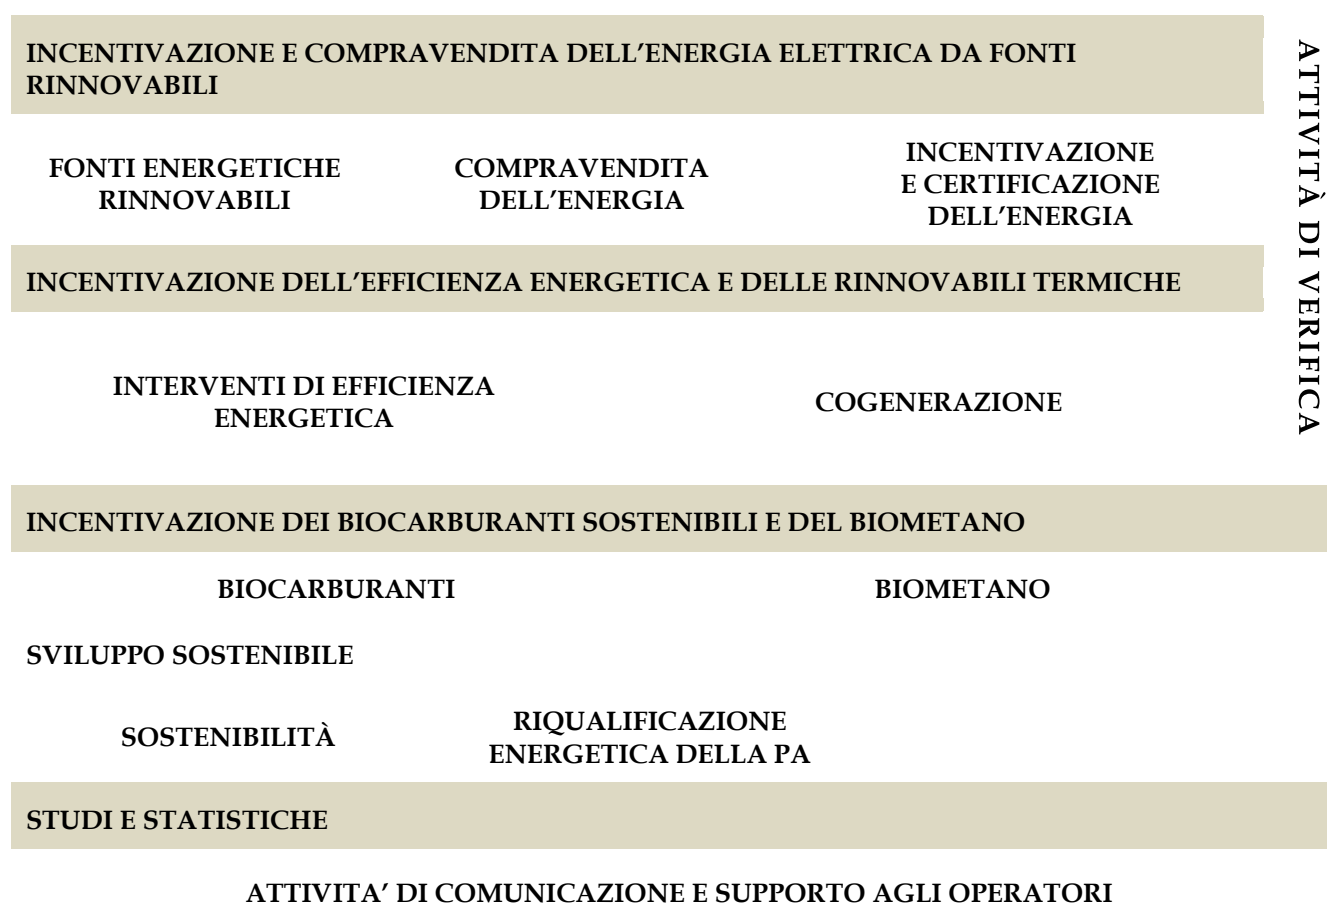 INCENTIVAZIONE E COMPRAVENDITA DELL’ENERGIA ELETTRICA DA FONTI
RINNOVABILI
FONTI ENERGETICHE
RINNOVABILI
COMPRAVENDITA
DELL’ENERGIA
INCENTIVAZIONE
E CERTIFICAZIONE
DELL’ENERGIA
INCENTIVAZIONE DELL’EFFICIENZA ENERGETICA E DELLE RINNOVABILI TERMICHE
INTERVENTI DI EFFICIENZA
ENERGETICA
COGENERAZIONE
ATTIVITÀ DI VERIFICA
INCENTIVAZIONE DEI BIOCARBURANTI SOSTENIBILI E DEL BIOMETANO
BIOCARBURANTI
BIOMETANO
SVILUPPO SOSTENIBILE
SOSTENIBILITÀ
RIQUALIFICAZIONE
ENERGETICA DELLA PA
STUDI E STATISTICHE
ATTIVITA’ DI COMUNICAZIONE E SUPPORTO AGLI OPERATORI